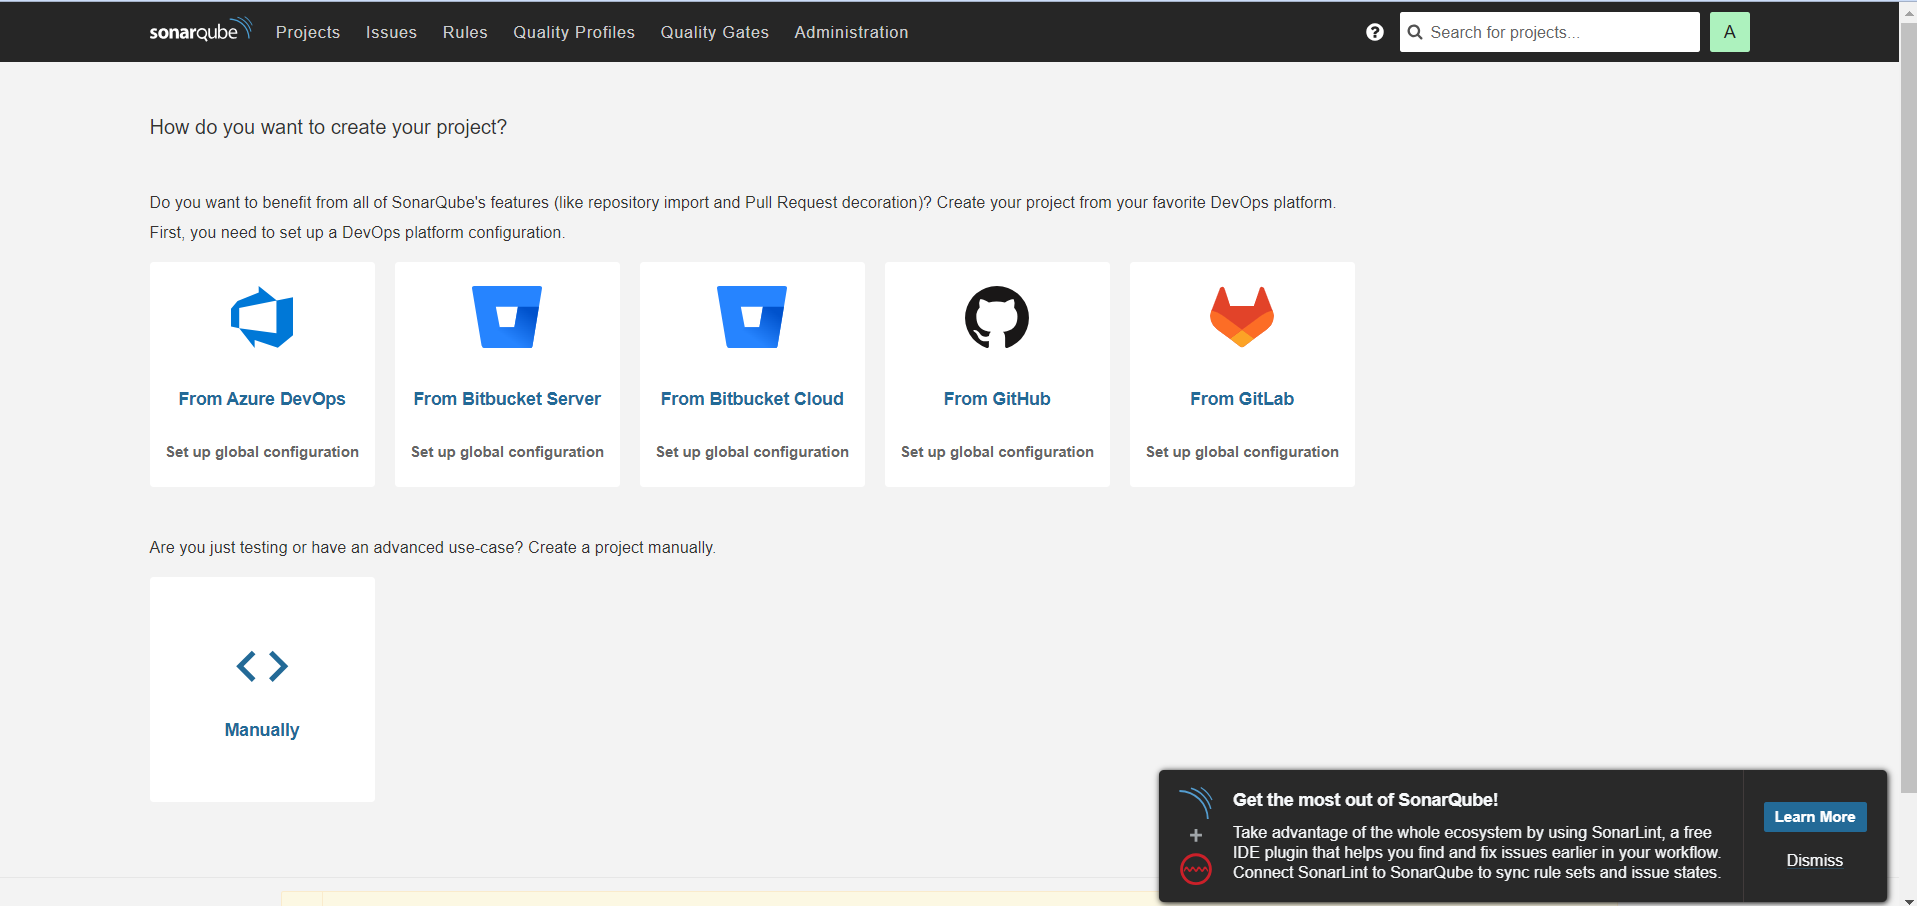 sonarqube Projects Issues Rules Quality Profiles Quality Gates Administration ? Search for projects... A
How do you want to create your project?
Do you want to benefit from all of SonarQube's features (like repository import and Pull Request decoration)? Create your project from your favorite DevOps platform.
First, you need to set up a DevOps platform configuration.
From Azure DevOps From Bitbucket Server From Bitbucket Cloud From GitHub From GitLab
Set up global configuration Set up global configuration Set up global configuration Set up global configuration Set up global configuration
Are you just testing or have an advanced use-case? Create a project manually.
Manually
Get the most out of SonarQube!
Take advantage of the whole ecosystem by using SonarLint, a free
IDE plugin that helps you find and fix issues earlier in your workflow.
Connect SonarLint to SonarQube to sync rule sets and issue states.
Learn More
Dismiss